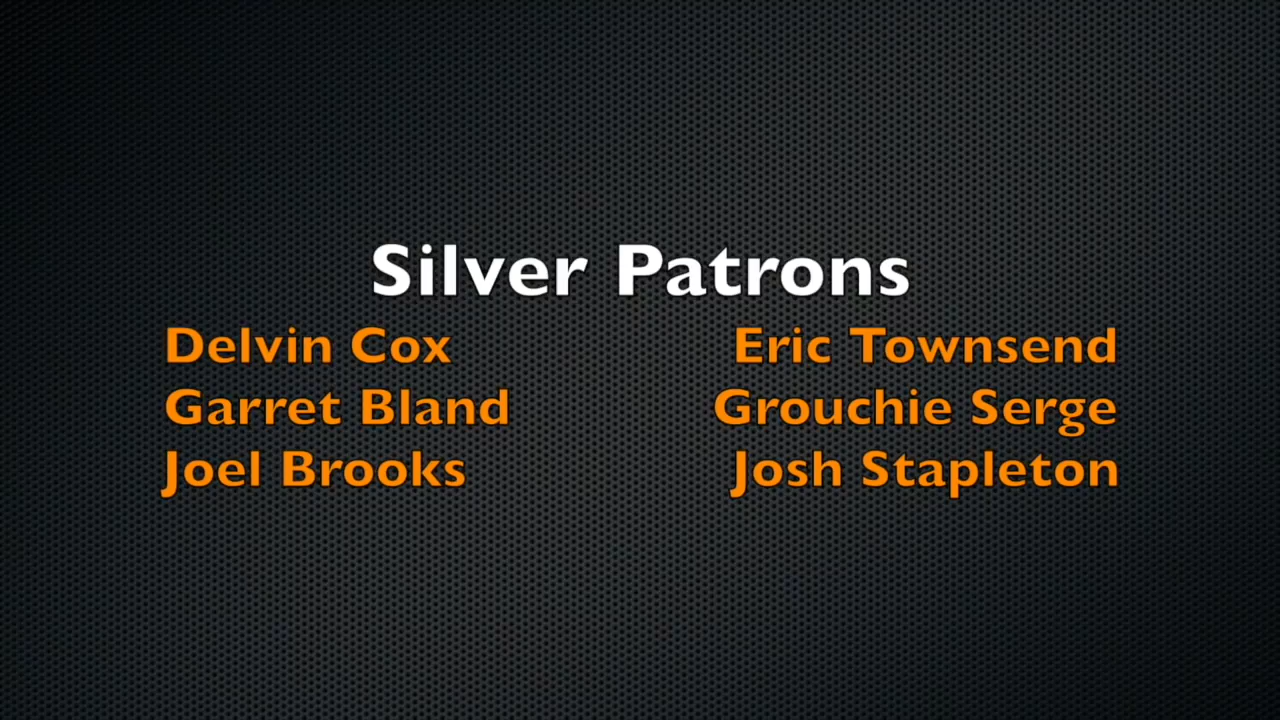 Silver Patrons
Delvin Cox Eric Townsend
Garret Bland Grouchie Serge
Joel Brooks Josh Stapleton